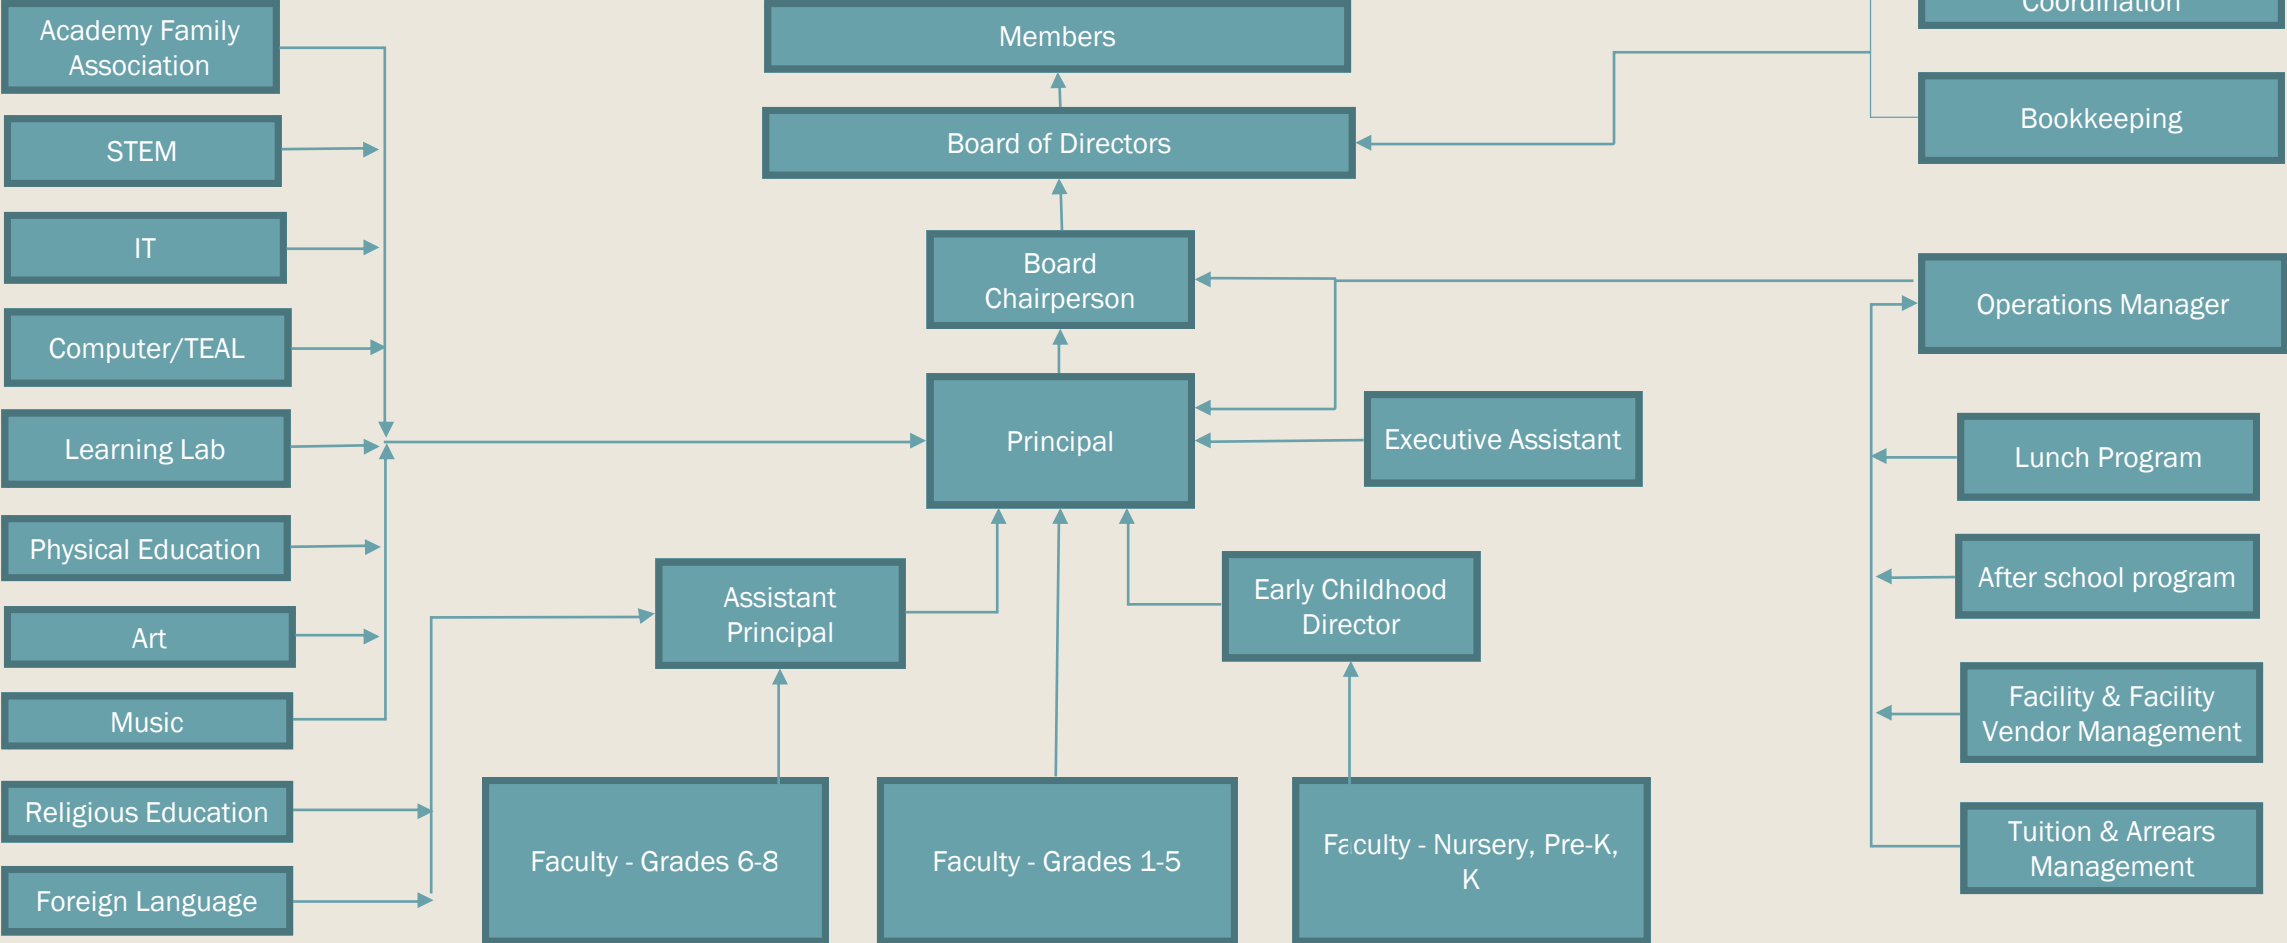 Academy Family
Association
STEM
IT
Computer/TEAL
Learning Lab
Physical Education
Art
Music
Religious Education
Foreign Language
Members
Board of Directors
Board
Chairperson
Principal
Executive Assistant
Assistant
Principal
Early Childhood
Director
Faculty - Grades 6-8
Faculty - Grades 1-5
Faculty - Nursery, Pre-K,
K
Coordination
Bookkeeping
Operations Manager
Lunch Program
After school program
Facility & Facility
Vendor Management
Tuition & Arrears
Management